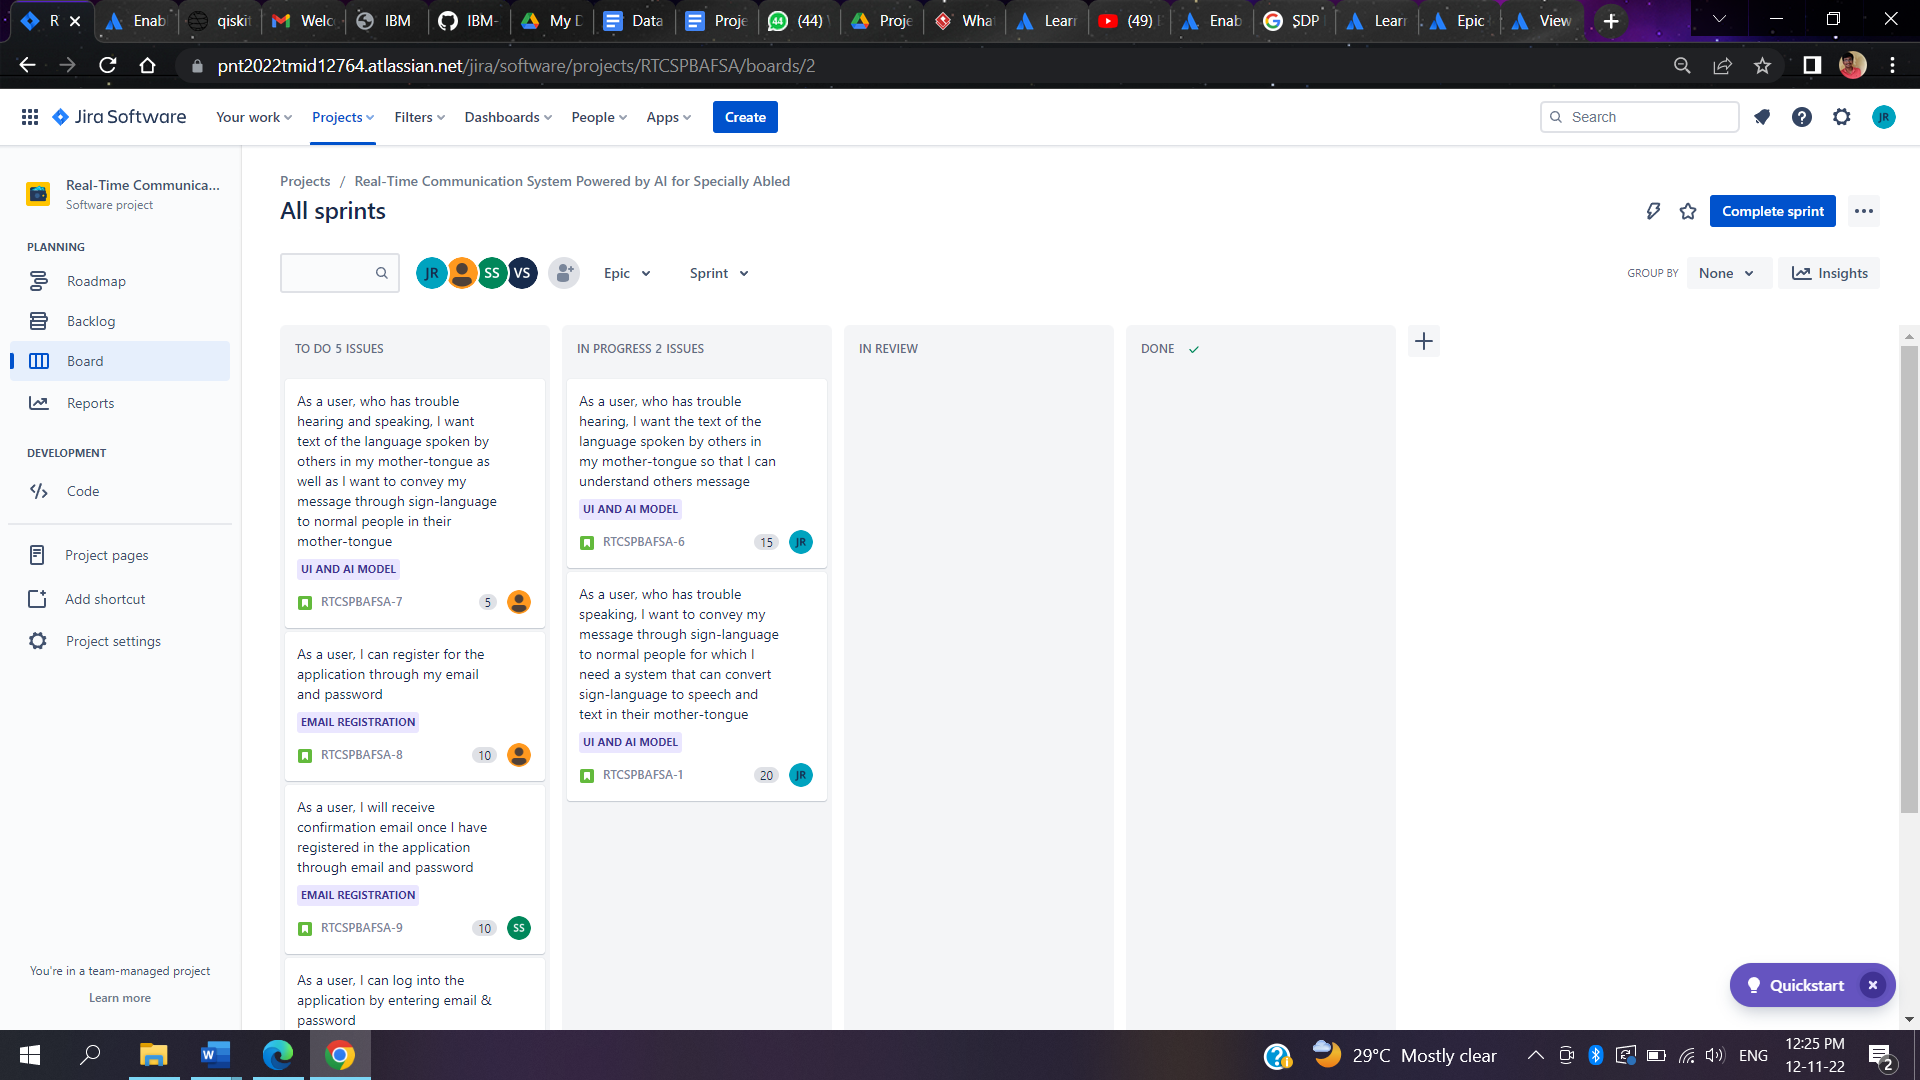 R
Enab
qiskit
Welc
IBM
IBM-
My D
Data
Proje
(44)
Proje
What
Learn
(49)
Enab
SDP
Learn
Epic
View
pnt2022tmid12764.atlassian.net/jira/software/projects/RTCSPBAFSA/boards/2
Jira Software
Your work
Projects
Filters
Dashboards
People
Apps
Create
Search
JR
Real-Time Communica...
Software project
PLANNING
Roadmap
Backlog
Board
Reports
DEVELOPMENT
Code
Project pages
Add shortcut
Project settings
You're in a team-managed project
Learn more
Projects / Real-Time Communication System Powered by AI for Specially Abled
All sprints
Complete sprint
JR
SS
VS
Epic
Sprint
GROUP BY
None
Insights
TO DO 5 ISSUES
As a user, who has trouble
hearing and speaking, I want
text of the language spoken by
others in my mother-tongue as
well as I want to convey my
message through sign-language
to normal people in their
mother-tongue
UI AND AI MODEL
RTCSPBAFSA-7
5
As a user, I can register for the
application through my email
and password
EMAIL REGISTRATION
RTCSPBAFSA-8
10
As a user, I will receive
confirmation email once I have
registered in the application
through email and password
EMAIL REGISTRATION
RTCSPBAFSA-9
10
SS
As a user, I can log into the
application by entering email &
password
IN PROGRESS 2 ISSUES
As a user, who has trouble
hearing, I want the text of the
language spoken by others in
my mother-tongue so that I can
understand others message
UI AND AI MODEL
RTCSPBAFSA-6
15
JR
As a user, who has trouble
speaking, I want to convey my
message through sign-language
to normal people for which I
need a system that can convert
sign-language to speech and
text in their mother-tongue
UI AND AI MODEL
RTCSPBAFSA-1
20
JR
IN REVIEW
DONE
Quickstart
29°C Mostly clear
ENG
12:25 PM
12-11-22
2